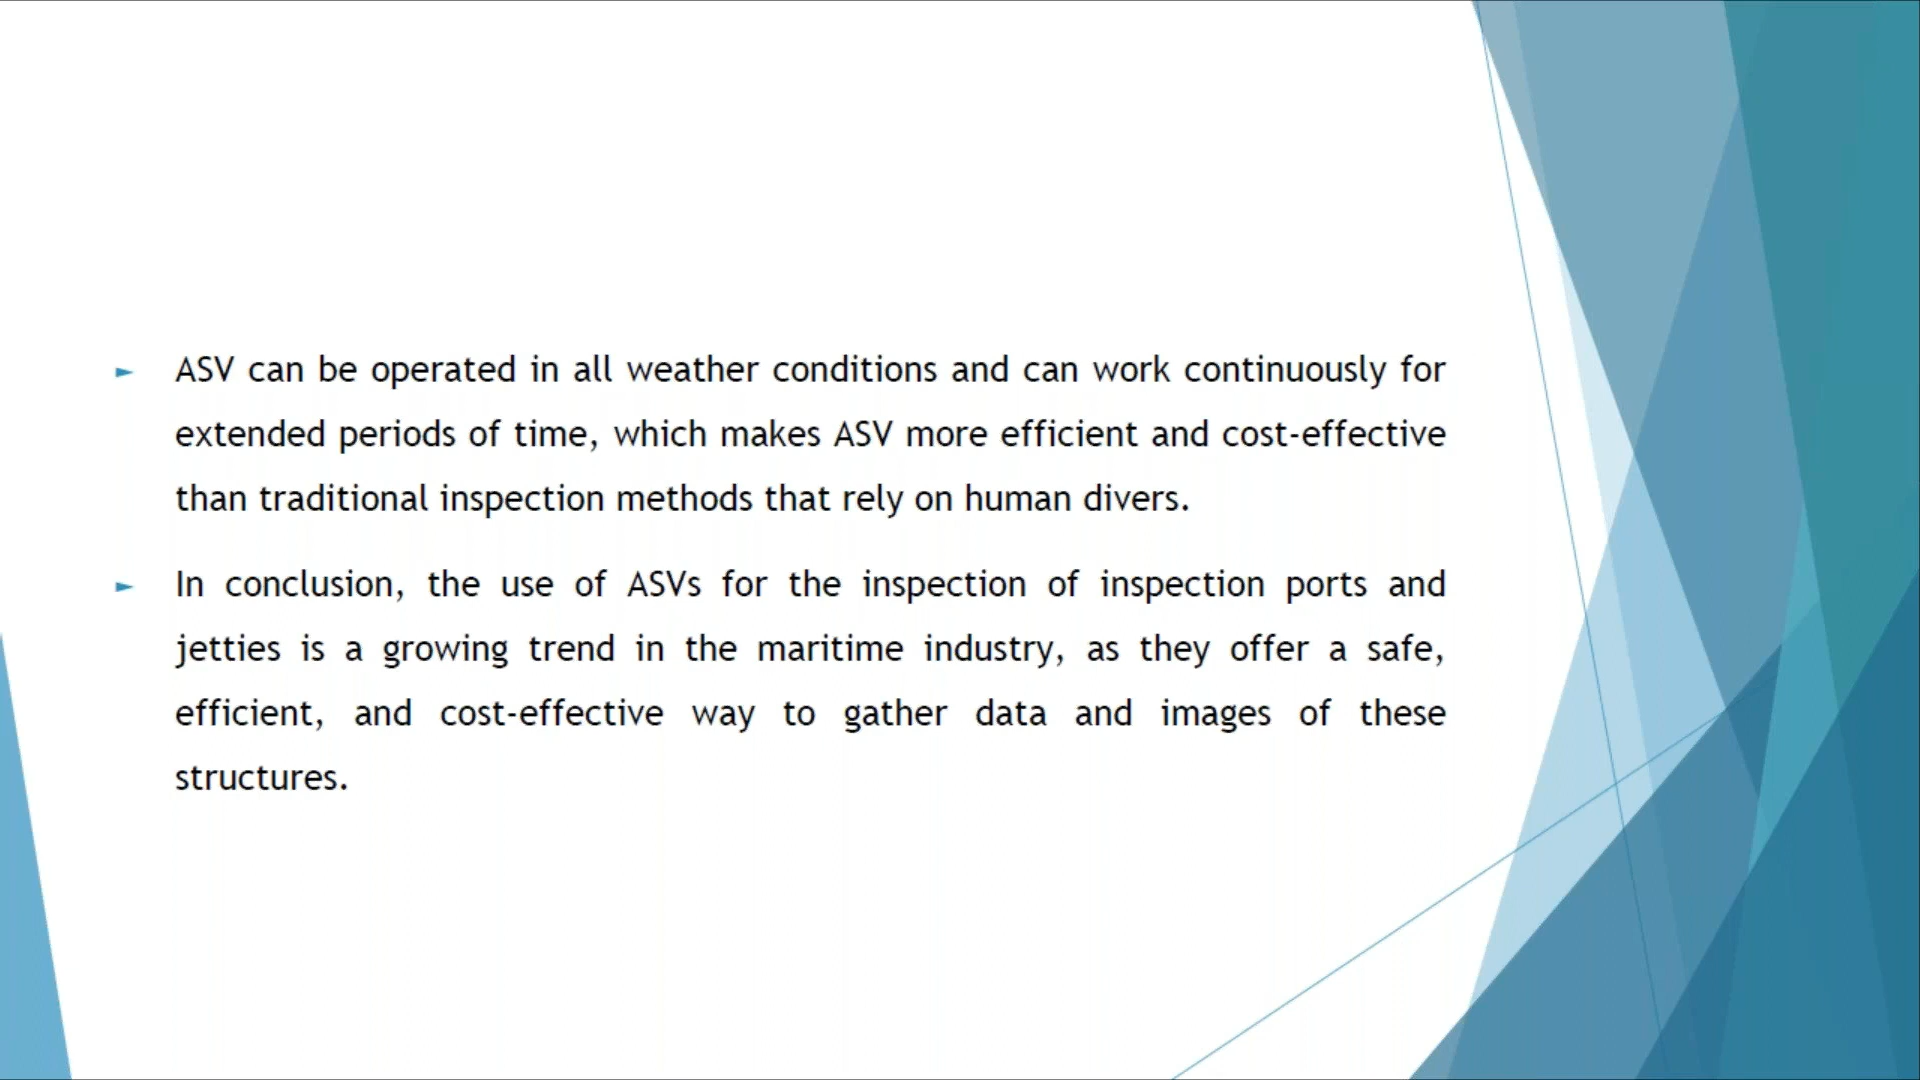 ASV can be operated in all weather conditions and can work continuously for
extended periods of time, which makes ASV more efficient and cost-effective
than traditional inspection methods that rely on human divers.
In conclusion, the use of ASVs for the inspection of inspection ports and
jetties is a growing trend in the maritime industry, as they offer a safe,
efficient, and cost-effective way to gather data and images of these
structures.